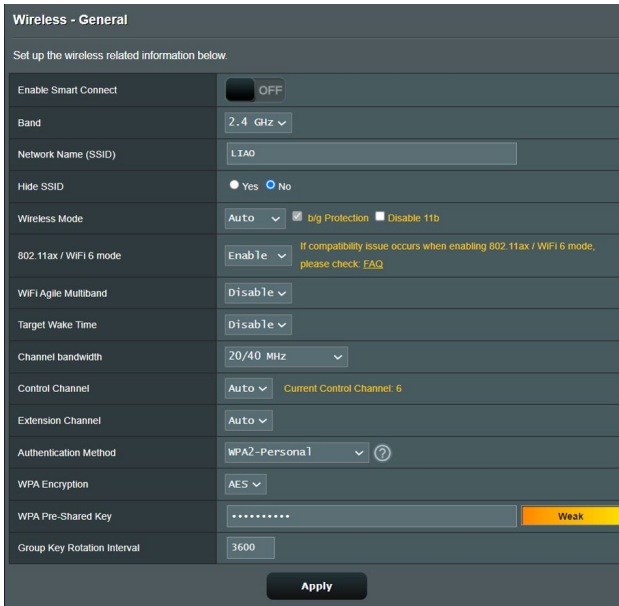 Wireless - General
Set up the wireless related information below.
Enable Smart Connect OFF
Band 2.4 GHz
Network Name (SSID) LIAO
Hide SSID Yes No
Wireless Mode Auto b/g Protection Disable 11b
802.11ax / WiFi 6 mode Enable If compatibility issue occurs when enabling 802.11ax / WiFi 6 mode,
please check: FAQ
WiFi Agile Multiband Disable
Target Wake Time Disable
Channel bandwidth 20/40 MHz
Control Channel Auto Current Control Channel: 6
Extension Channel Auto
Authentication Method WPA2-Personal ?
WPA Encryption AES
WPA Pre-Shared Key •••••••••• Weak
Group Key Rotation Interval 3600
Apply